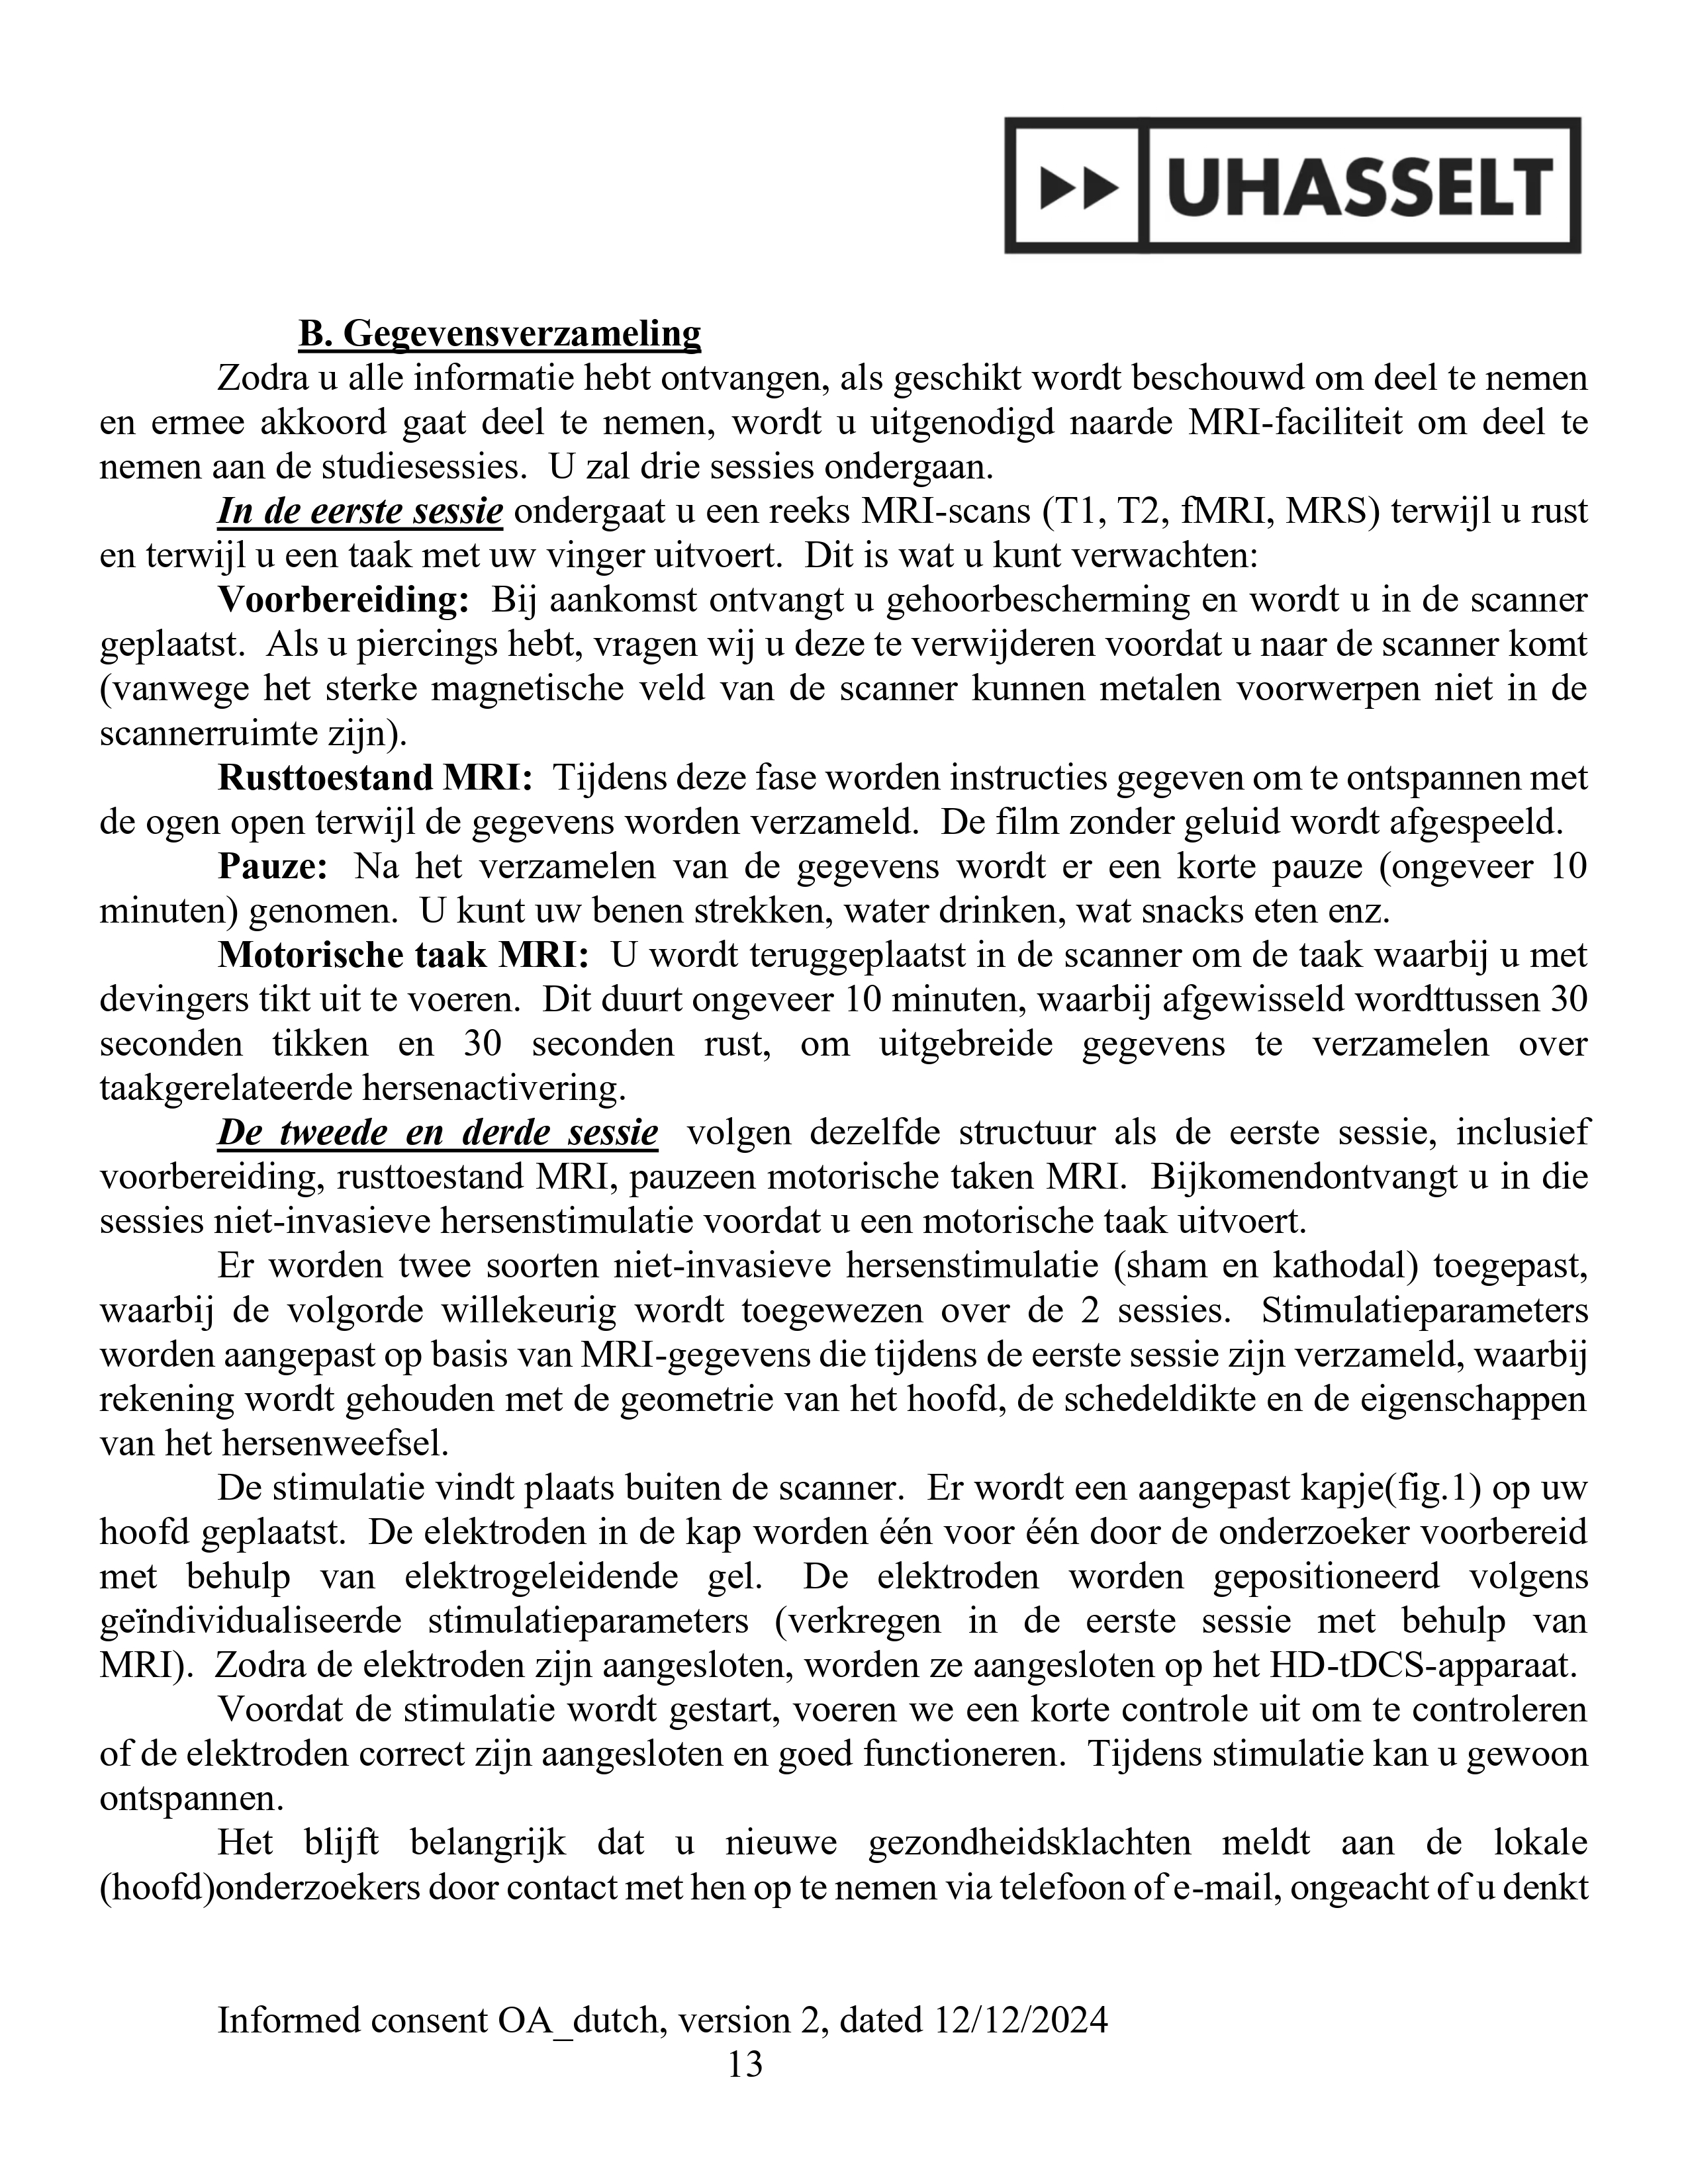 UHASSELT
B. Gegevensverzameling
Zodra u alle informatie hebt ontvangen, als geschikt wordt beschouwd om deel te nemen
en ermee akkoord gaat deel te nemen, wordt u uitgenodigd naarde MRI-faciliteit om deel te
nemen aan de studiesessies. U zal drie sessies ondergaan.
In de eerste sessie ondergaat u een reeks MRI-scans (T1, T2, fMRI, MRS) terwijl u rust
en terwijl u een taak met uw vinger uitvoert. Dit is wat u kunt verwachten:
Voorbereiding: Bij aankomst ontvangt u gehoorbescherming en wordt u in de scanner
geplaatst. Als u piercings hebt, vragen wij u deze te verwijderen voordat u naar de scanner komt
(vanwege het sterke magnetische veld van de scanner kunnen metalen voorwerpen niet in de
scannerruimte zijn).
Rusttoestand MRI: Tijdens deze fase worden instructies gegeven om te ontspannen met
de ogen open terwijl de gegevens worden verzameld. De film zonder geluid wordt afgespeeld.
Pauze: Na het verzamelen van de gegevens wordt er een korte pauze (ongeveer 10
minuten) genomen. U kunt uw benen strekken, water drinken, wat snacks eten enz.
Motorische taak MRI: U wordt teruggeplaatst in de scanner om de taak waarbij u met
devingers tikt uit te voeren. Dit duurt ongeveer 10 minuten, waarbij afgewisseld wordttussen 30
seconden tikken en 30 seconden rust, om uitgebreide gegevens te verzamelen over
taakgerelateerde hersenactivering.
De tweede en derde sessie volgen dezelfde structuur als de eerste sessie, inclusief
voorbereiding, rusttoestand MRI, pauzeen motorische taken MRI. Bijkomendontvangt u in die
sessies niet-invasieve hersenstimulatie voordat u een motorische taak uitvoert.
Er worden twee soorten niet-invasieve hersenstimulatie (sham en kathodal) toegepast,
waarbij de volgorde willekeurig wordt toegewezen over de 2 sessies. Stimulatieparameters
worden aangepast op basis van MRI-gegevens die tijdens de eerste sessie zijn verzameld, waarbij
rekening wordt gehouden met de geometrie van het hoofd, de schedeldikte en de eigenschappen
van het hersenweefsel.
De stimulatie vindt plaats buiten de scanner. Er wordt een aangepast kapje(fig.1) op uw
hoofd geplaatst. De elektroden in de kap worden één voor één door de onderzoeker voorbereid
met behulp van elektrogeleidende gel. De elektroden worden gepositioneerd volgens
geïndividualiseerde stimulatieparameters (verkregen in de eerste sessie met behulp van
MRI). Zodra de elektroden zijn aangesloten, worden ze aangesloten op het HD-tDCS-apparaat.
Voordat de stimulatie wordt gestart, voeren we een korte controle uit om te controleren
of de elektroden correct zijn aangesloten en goed functioneren. Tijdens stimulatie kan u gewoon
ontspannen.
Het blijft belangrijk dat u nieuwe gezondheidsklachten meldt aan de lokale
(hoofd)onderzoekers door contact met hen op te nemen via telefoon of e-mail, ongeacht of u denkt
Informed consent OA_dutch, version 2, dated 12/12/2024
13